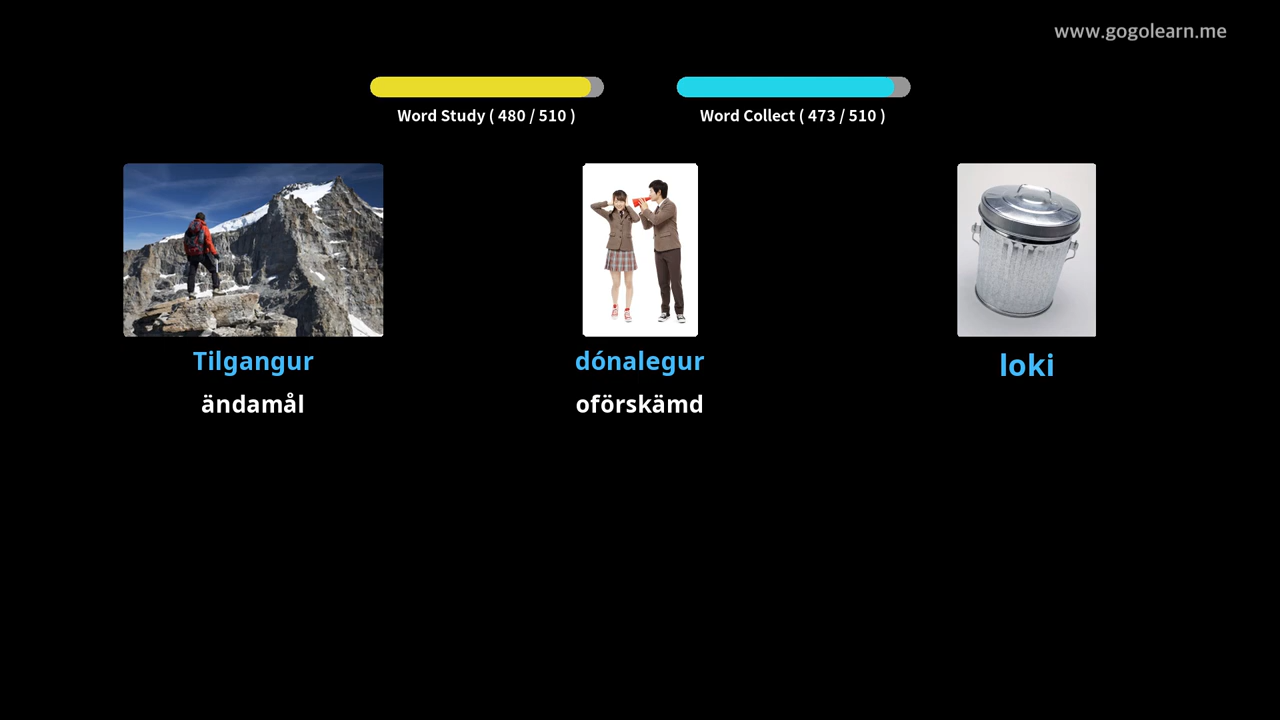 www.gogolearn.me
Word Study ( 480 / 510 )
Word Collect ( 473 / 510 )
Tilgangur
ändamål
dónalegur
oförskämd
loki